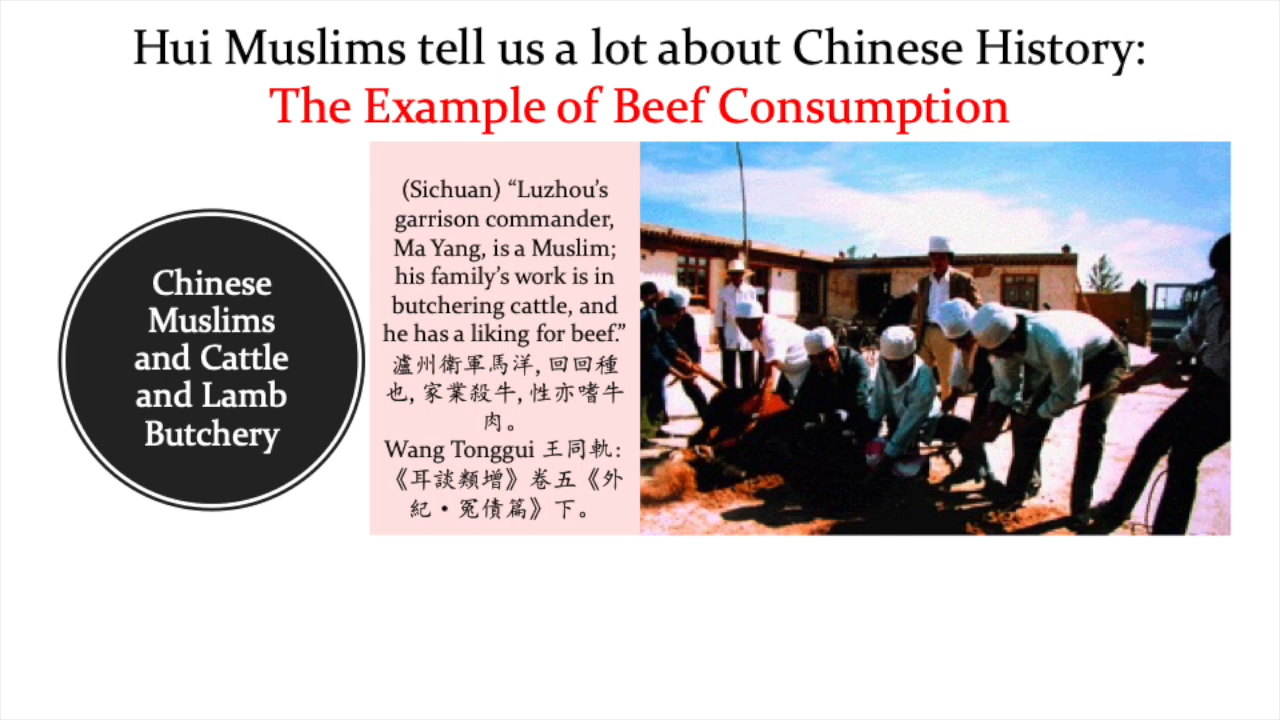 Hui Muslims tell us a lot about Chinese History:
The Example of Beef Consumption
Chinese
Muslims
and Cattle
and Lamb
Butchery
(Sichuan) “Luzhou’s
garrison commander,
Ma Yang, is a Muslim;
his family’s work is in
butchering cattle, and
he has a liking for beef.”
瀘州衛軍馬洋, 回回種
也, 家業殺牛, 性亦嗜牛
肉。
Wang Tonggui 王同軌:
《耳談類增》卷五《外
紀•冤債篇》下。